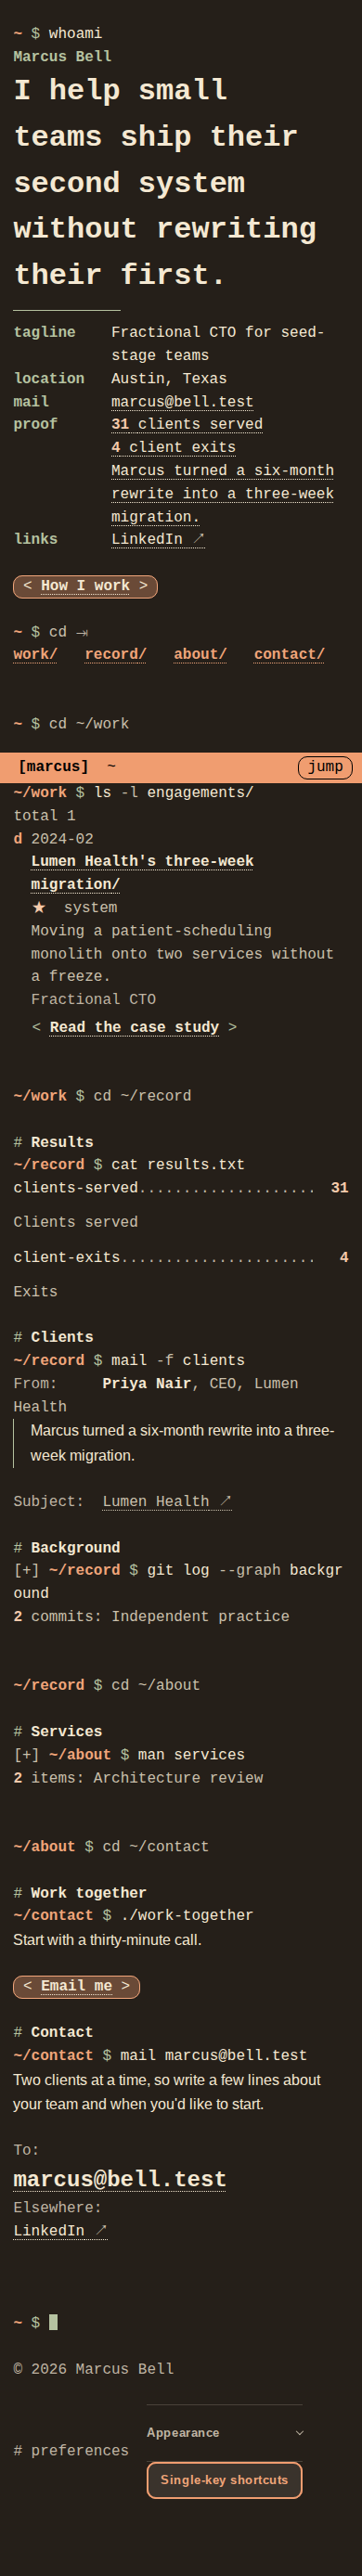 ~ $ whoami
Marcus Bell
I help small
teams ship their
second system
without rewriting
their first.
tagline Fractional CTO for seed-
stage teams
location Austin, Texas
mail marcus@bell.test
proof 31 clients served
4 client exits
Marcus turned a six-month
rewrite into a three-week
migration.
links LinkedIn ↗
< How I work >
~ $ cd ⇥
work/ record/ about/ contact/
~ $ cd ~/work
[marcus] ~ jump
~/work $ ls -l engagements/
total 1
d 2024-02
Lumen Health's three-week
migration/
★ system
Moving a patient-scheduling
monolith onto two services without
a freeze.
Fractional CTO
< Read the case study >
~/work $ cd ~/record
# Results
~/record $ cat results.txt
clients-served.................... 31
Clients served
client-exits...................... 4
Exits
# Clients
~/record $ mail -f clients
From: Priya Nair, CEO, Lumen
Health
Marcus turned a six-month rewrite into a three-
week migration.
Subject: Lumen Health ↗
# Background
[+] ~/record $ git log --graph backgr
ound
2 commits: Independent practice
~/record $ cd ~/about
# Services
[+] ~/about $ man services
2 items: Architecture review
~/about $ cd ~/contact
# Work together
~/contact $ ./work-together
Start with a thirty-minute call.
< Email me >
# Contact
~/contact $ mail marcus@bell.test
Two clients at a time, so write a few lines about
your team and when you'd like to start.
To:
marcus@bell.test
Elsewhere:
LinkedIn ↗
~ $
© 2026 Marcus Bell
Appearance
# preferences
Single-key shortcuts